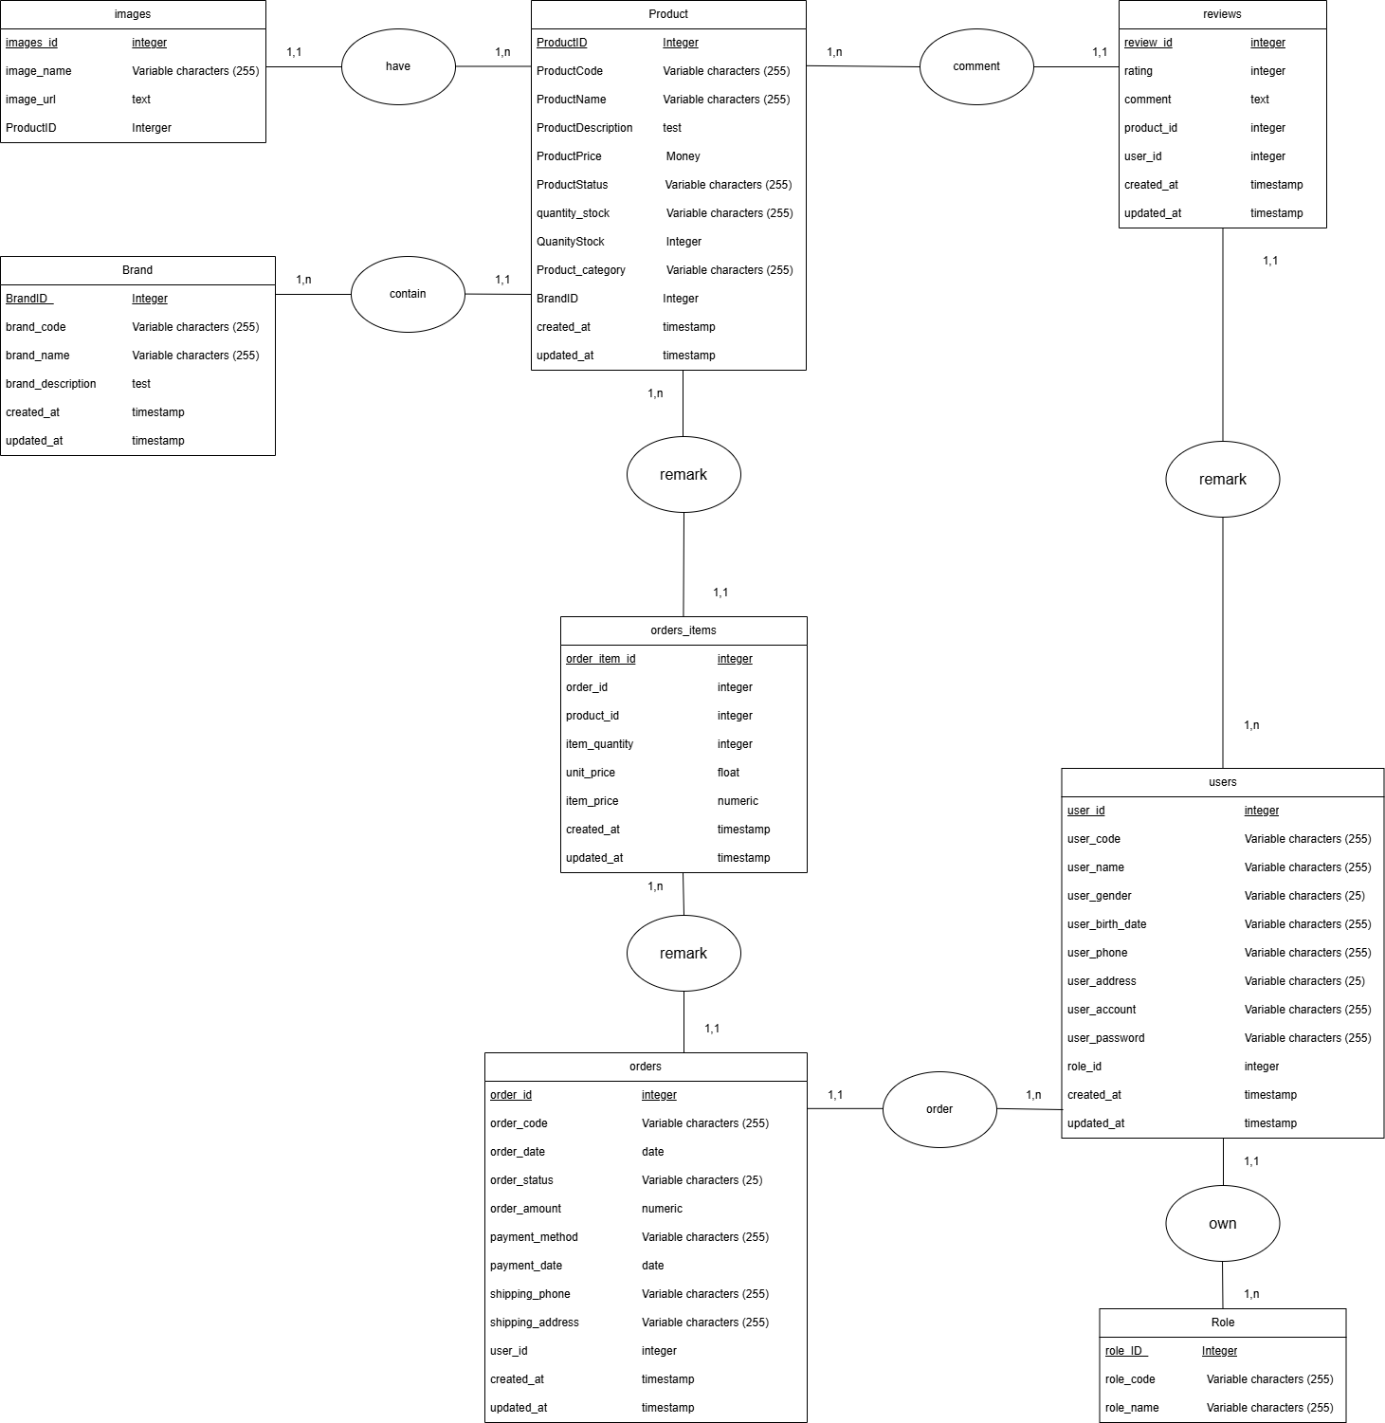 images
images_id integer
image_name Variable characters (255)
image_url text
ProductID Interger
1,1
have
1,n
Product
ProductID Integer
ProductCode Variable characters (255)
ProductName Variable characters (255)
ProductDescription test
ProductPrice Money
ProductStatus Variable characters (255)
quantity_stock Variable characters (255)
QuanityStock Integer
Product_category Variable characters (255)
BrandID Integer
created_at timestamp
updated_at timestamp
1,n
comment
1,1
reviews
review_id integer
rating integer
comment text
product_id integer
user_id integer
created_at timestamp
updated_at timestamp
Brand
BrandID_ Integer
brand_code Variable characters (255)
brand_name Variable characters (255)
brand_description test
created_at timestamp
updated_at timestamp
1,n
contain
1,1
1,n
remark
1,1
1,1
remark
1,n
orders_items
order_item_id integer
order_id integer
product_id integer
item_quantity integer
unit_price float
item_price numeric
created_at timestamp
updated_at timestamp
1,n
remark
1,1
users
user_id integer
user_code Variable characters (255)
user_name Variable characters (255)
user_gender Variable characters (25)
user_birth_date Variable characters (255)
user_phone Variable characters (255)
user_address Variable characters (25)
user_account Variable characters (255)
user_password Variable characters (255)
role_id integer
created_at timestamp
updated_at timestamp
orders
order_id integer
order_code Variable characters (255)
order_date date
order_status Variable characters (25)
order_amount numeric
payment_method Variable characters (255)
payment_date date
shipping_phone Variable characters (255)
shipping_address Variable characters (255)
user_id integer
created_at timestamp
updated_at timestamp
1,1
order
1,n
1,1
own
1,n
Role
role_ID_ Integer
role_code Variable characters (255)
role_name Variable characters (255)